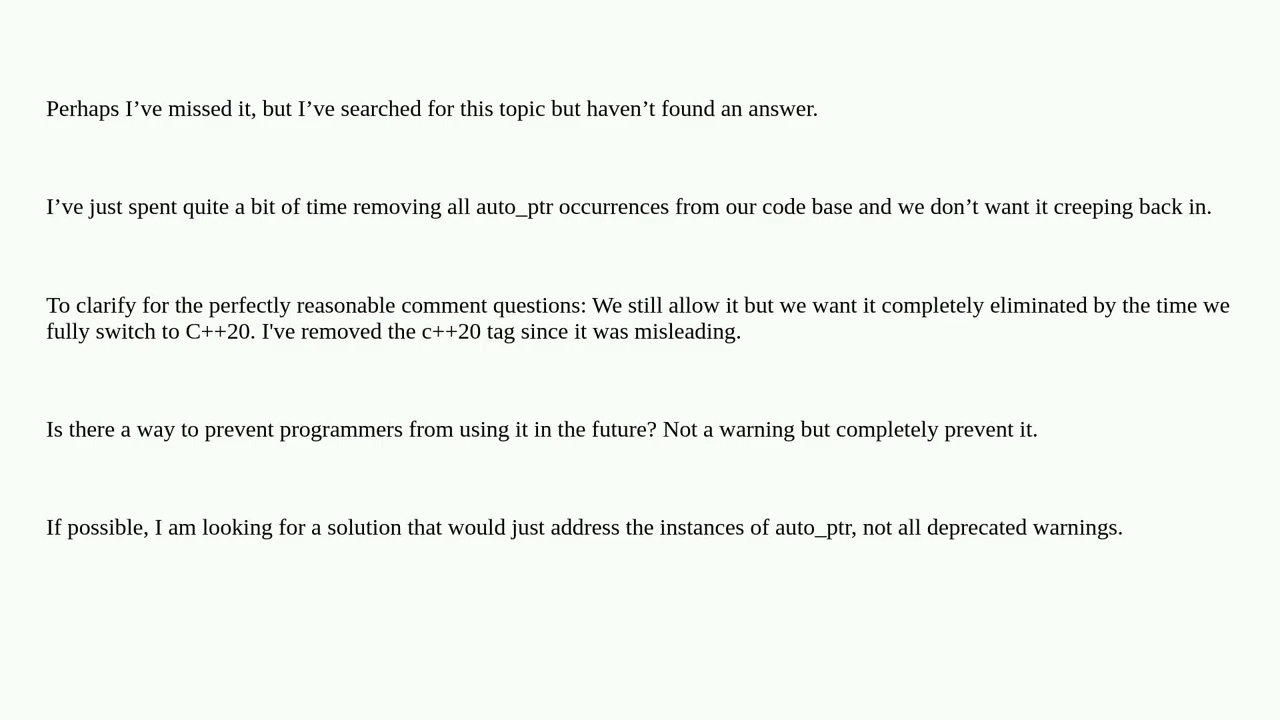 Perhaps I’ve missed it, but I’ve searched for this topic but haven’t found an answer.
I’ve just spent quite a bit of time removing all auto_ptr occurrences from our code base and we don’t want it creeping back in.
To clarify for the perfectly reasonable comment questions: We still allow it but we want it completely eliminated by the time we
fully switch to C++20. I've removed the c++20 tag since it was misleading.
Is there a way to prevent programmers from using it in the future? Not a warning but completely prevent it.
If possible, I am looking for a solution that would just address the instances of auto_ptr, not all deprecated warnings.